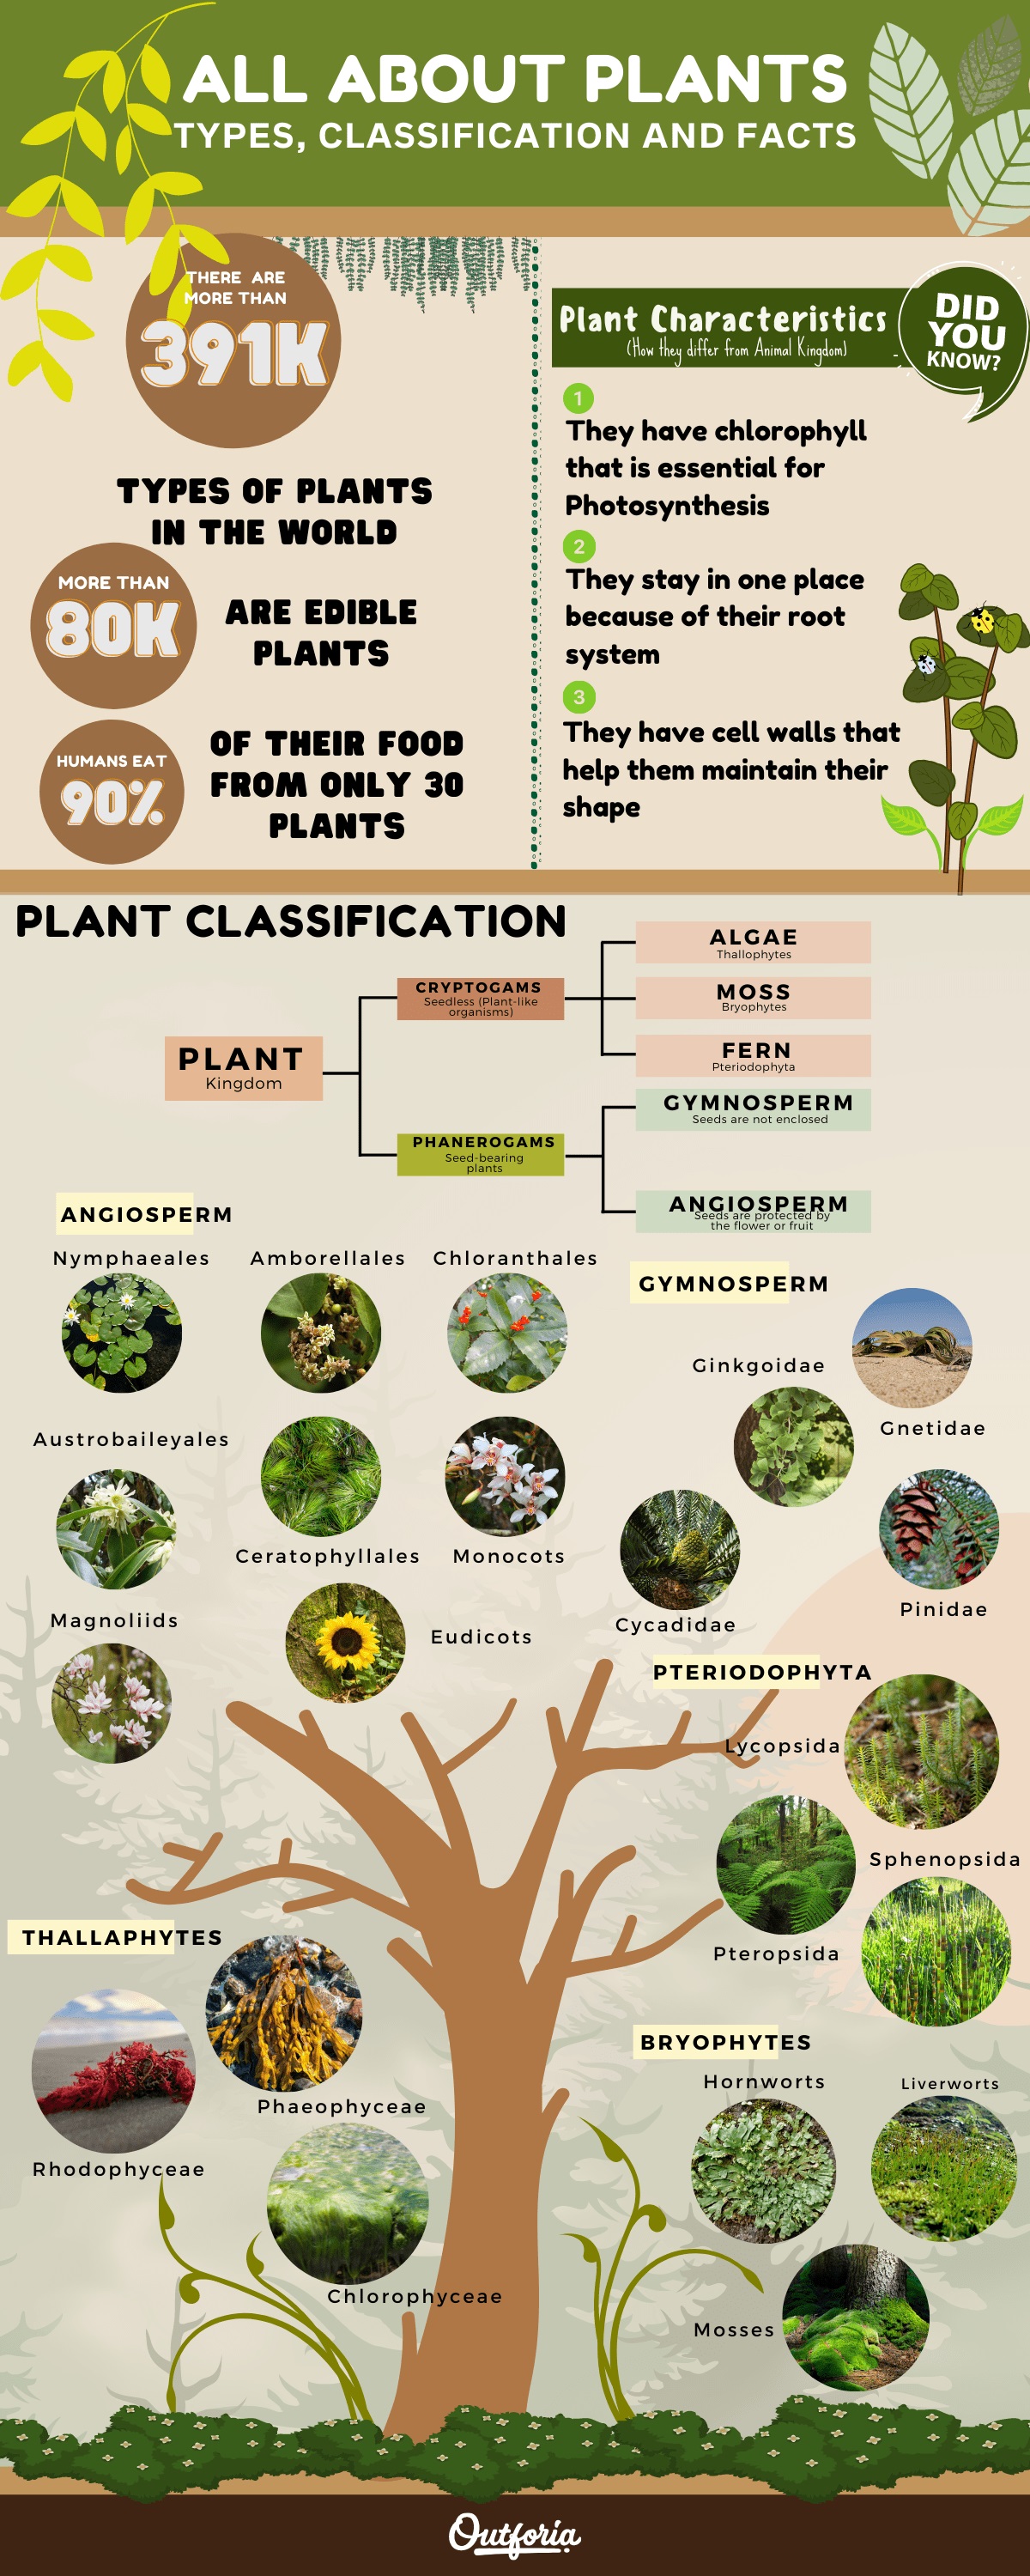 ALL ABOUT PLANTS
TYPES, CLASSIFICATION AND FACTS
THERE ARE
MORE THAN
391K
TYPES OF PLANTS
IN THE WORLD
MORE THAN
80K
ARE EDIBLE
PLANTS
HUMANS EAT
90%
OF THEIR FOOD
FROM ONLY 30
PLANTS
Plant Characteristics
(How they differ from Animal Kingdom)
DID
YOU
KNOW?
1
They have chlorophyll
that is essential for
Photosynthesis
2
They stay in one place
because of their root
system
3
They have cell walls that
help them maintain their
shape
PLANT CLASSIFICATION
PLANT
Kingdom
CRYPTOGAMS
Seedless (Plant-like
organisms)
PHANEROGAMS
Seed-bearing
plants
ALGAE
Thallophytes
MOSS
Bryophytes
FERN
Pteriodophyta
GYMNOSPERM
Seeds are not enclosed
ANGIOSPERM
Seeds are protected by
the flower or fruit
ANGIOSPERM
Nymphaeales
Amborellales
Chloranthales
Austrobaileyales
Ceratophyllales
Monocots
Magnoliids
Eudicots
GYMNOSPERM
Ginkgoidae
Gnetidae
Cycadidae
Pinidae
PTERIODOPHYTA
Lycopsida
Sphenopsida
Pteropsida
THALLAPHYTES
Phaeophyceae
Rhodophyceae
Chlorophyceae
BRYOPHYTES
Hornworts
Liverworts
Mosses
Outforia